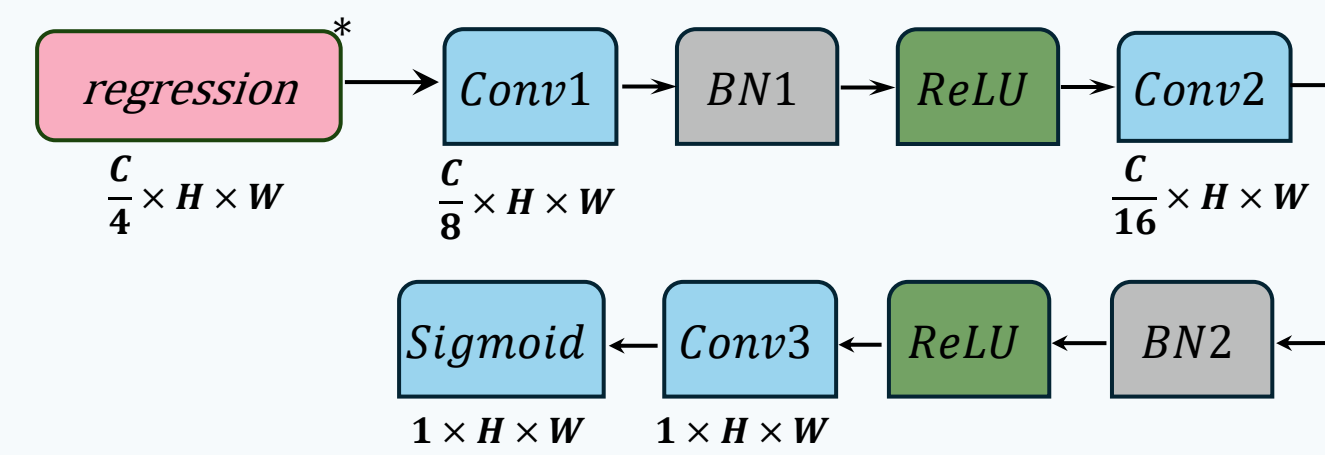 regression* Conv1 BN1 ReLU Conv2
C/4 × H × W C/8 × H × W C/16 × H × W
Sigmoid Conv3 ReLU BN2
1 × H × W 1 × H × W